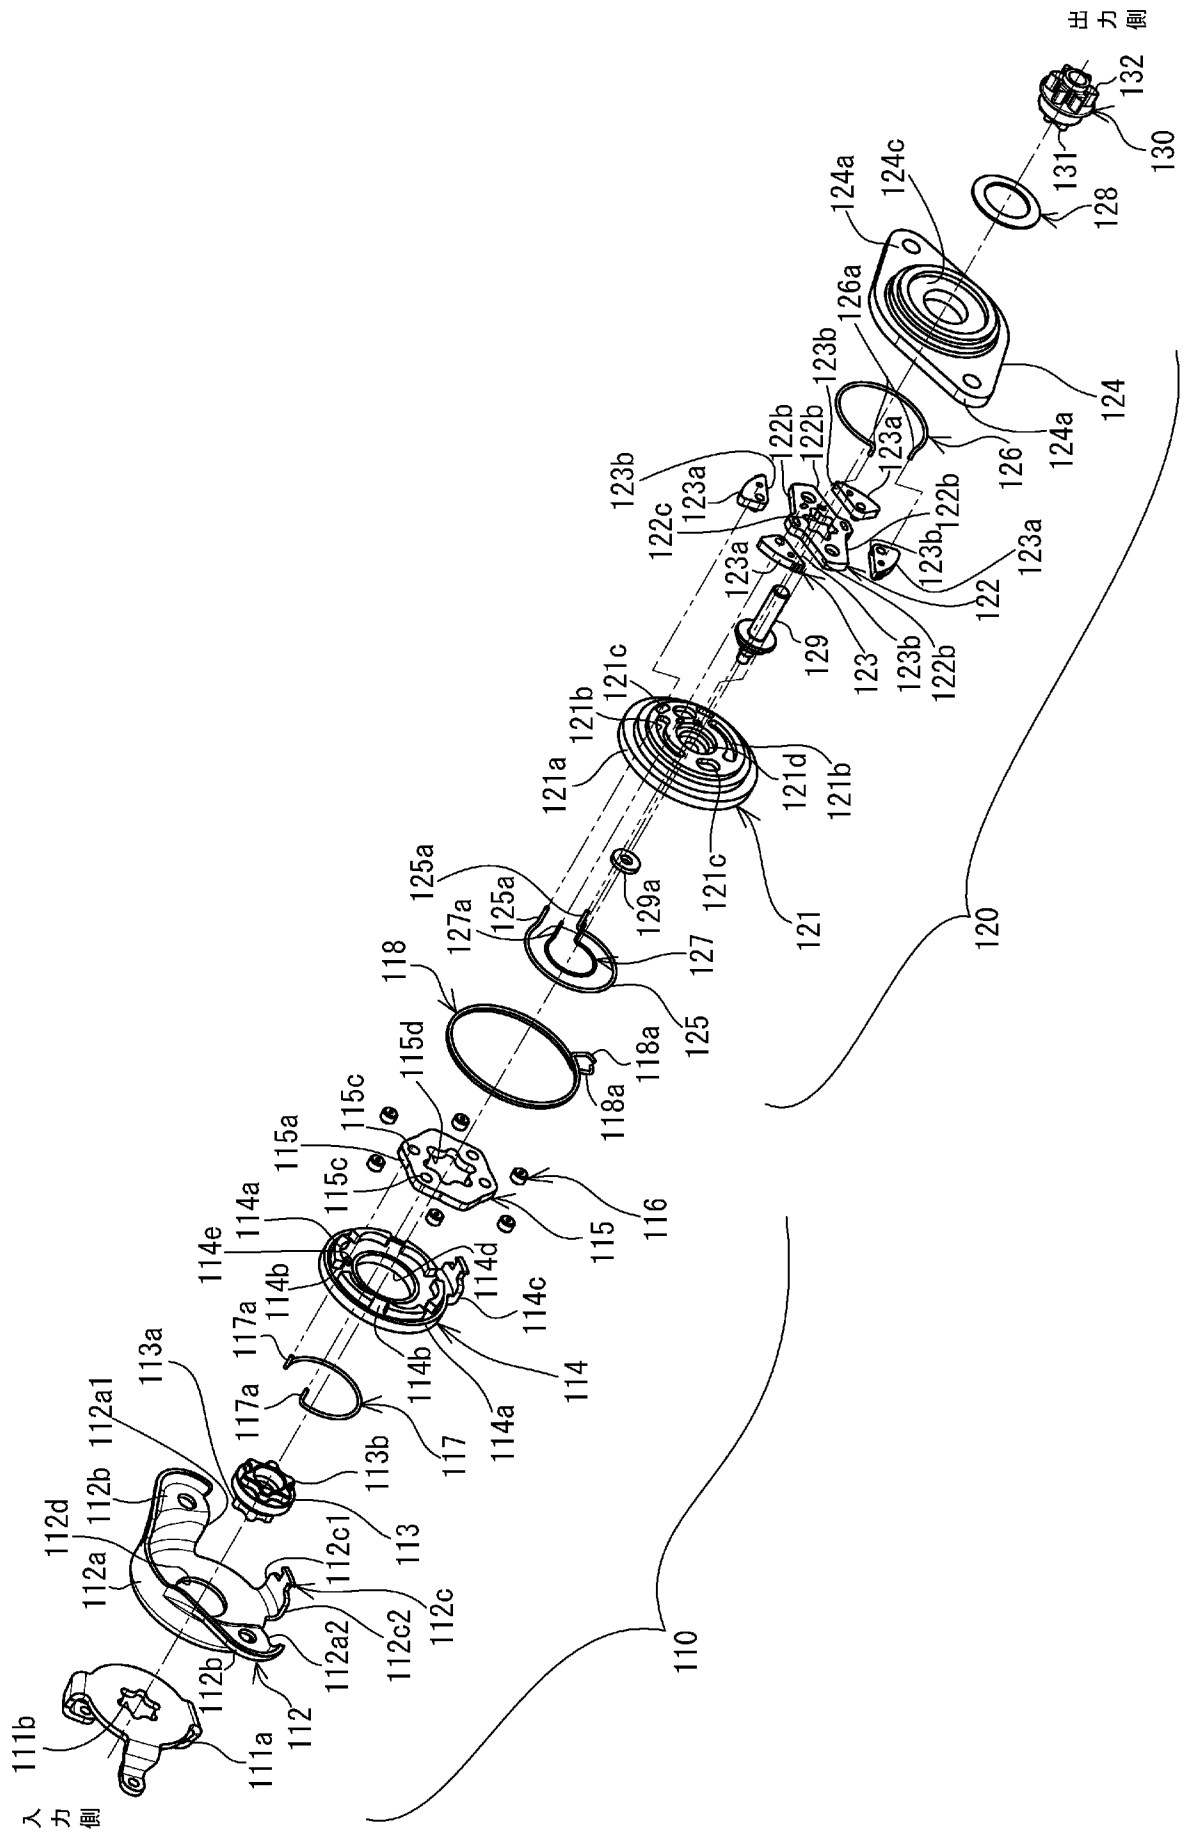 入力側
111b
111a
112
112b
112a
112d
112b
112a1
113a
112a2
112c2
112c
112c1
113
113b
117
117a
117a
114b
114e
114a
114b
114a
114
114c
114d
115c
115a
115c
115d
115
116
110
118
118a
118a
125
127
127a
125a
125a
129a
121
121c
121a
121b
121c
121d
121b
129
120
123
123b
122b
122
123a
122c
123a
123b
122b
122b
123b
123a
123b
122b
123a
126a
126
124a
124
124a
124c
128
131
130
132
出力側